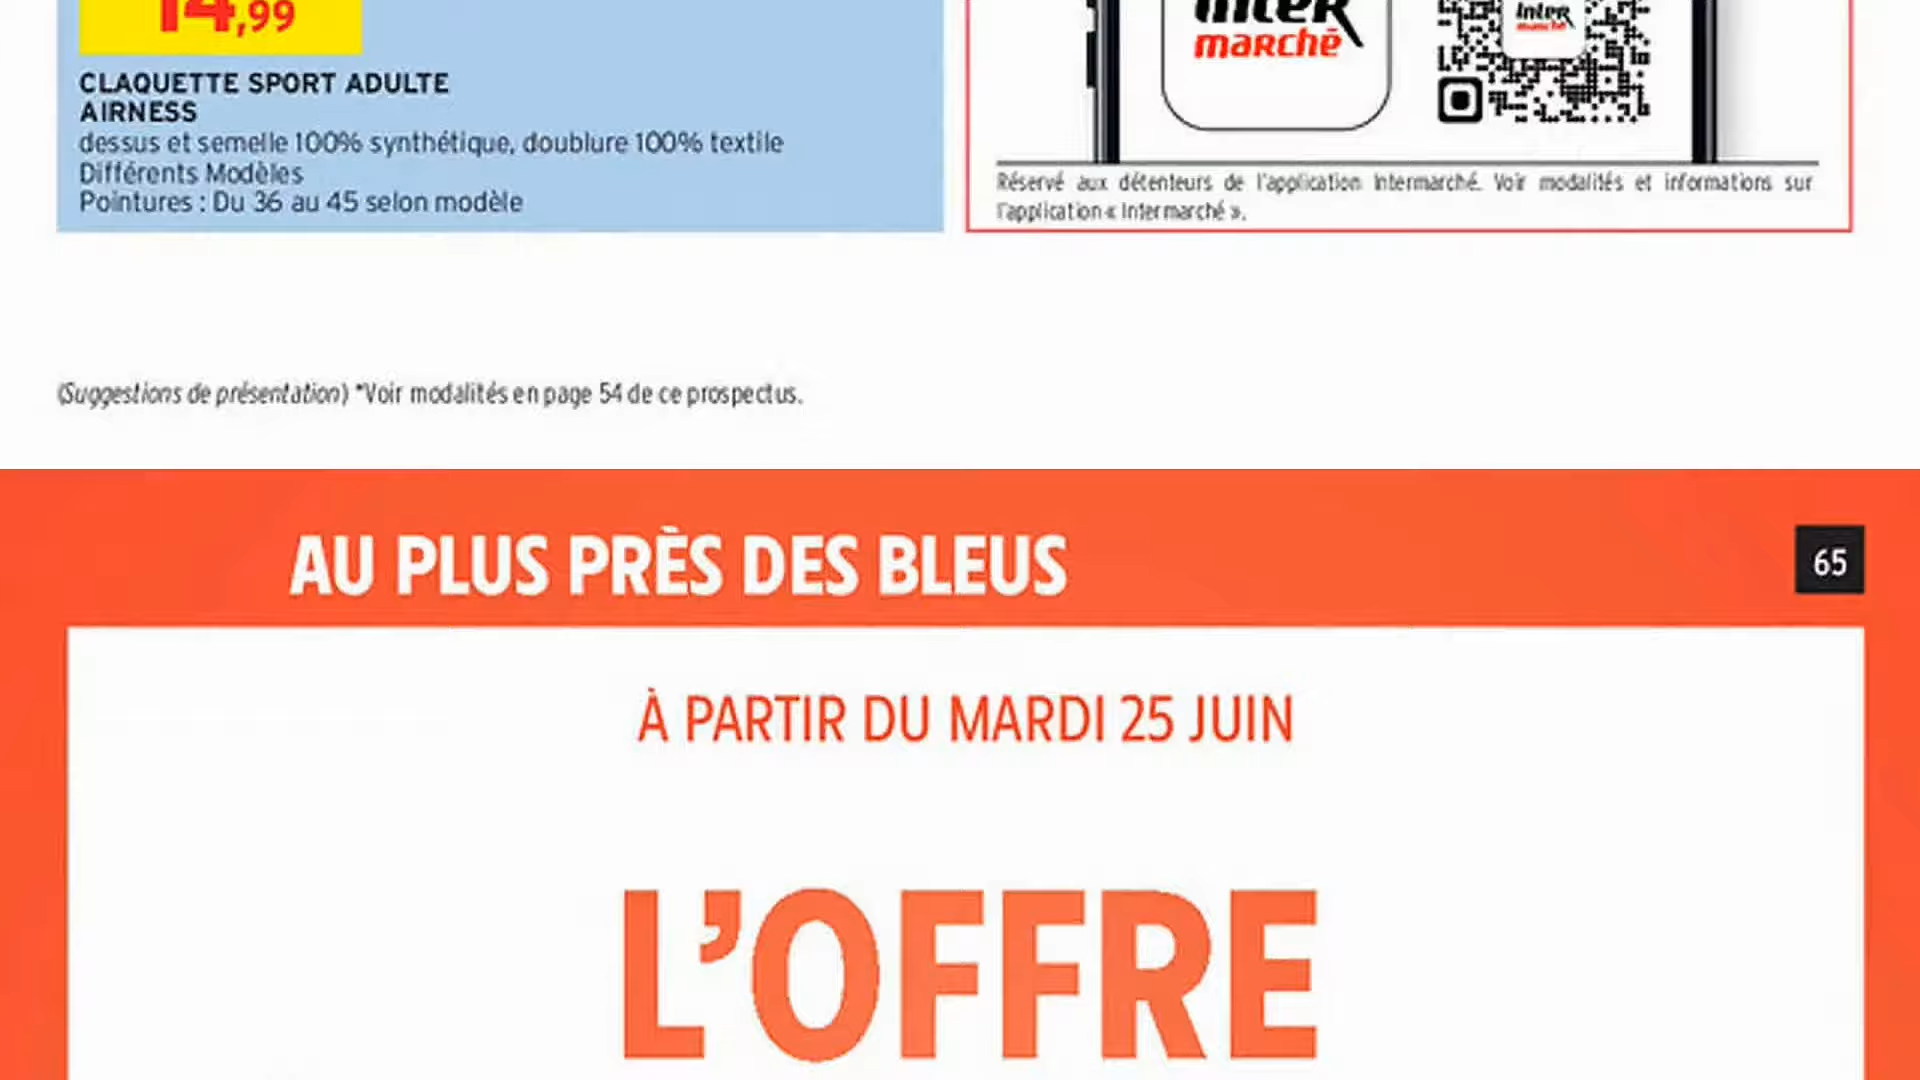 14,99
CLAQUETTE SPORT ADULTE
AIRNESS
dessus et semelle 100% synthétique, doublure 100% textile
Différents Modèles
Pointures : Du 36 au 45 selon modèle
Inter
marché
Inter
marché
Réservé aux détenteurs de l'application Intermarché. Voir modalités et informations sur
l'application « Intermarché ».
(Suggestions de présentation) *Voir modalités en page 54 de ce prospectus.
AU PLUS PRÈS DES BLEUS
65
À PARTIR DU MARDI 25 JUIN
L'OFFRE